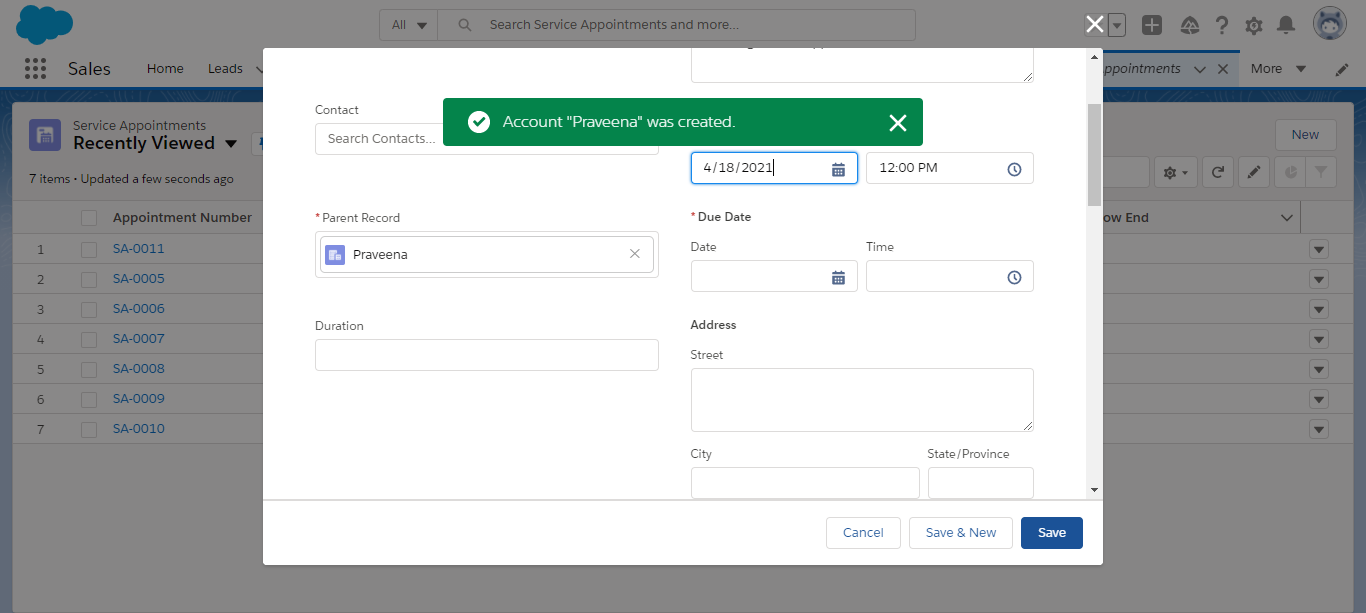 All
Search Service Appointments and more...
Sales
Home
Leads
ppointments
More
Service Appointments
Recently Viewed
New
7 items • Updated a few seconds ago
Appointment Number
ow End
1 SA-0011
2 SA-0005
3 SA-0006
4 SA-0007
5 SA-0008
6 SA-0009
7 SA-0010
Account "Praveena" was created.
Contact
Search Contacts...
4/18/2021
12:00 PM
*Parent Record
Praveena
*Due Date
Date
Time
Duration
Address
Street
City
State/Province
Cancel
Save & New
Save